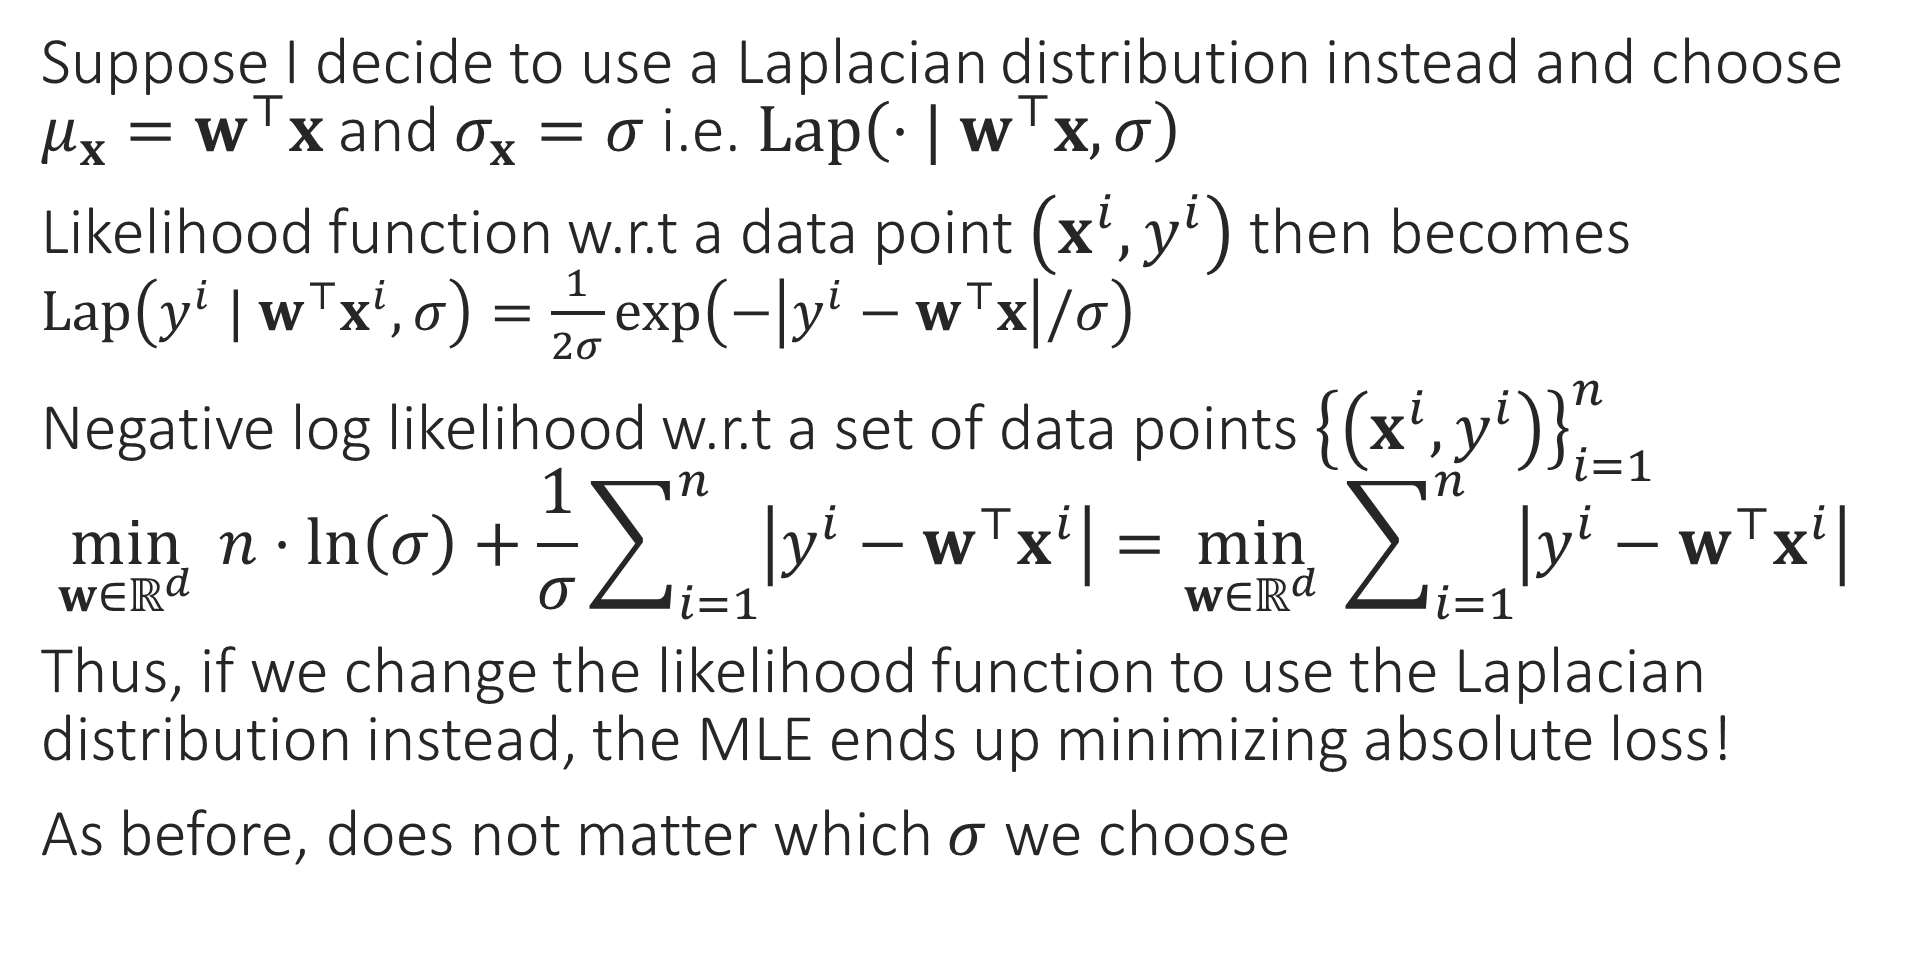 Suppose I decide to use a Laplacian distribution instead and choose
μ_𝐱 = 𝐰^⊤𝐱 and σ_𝐱 = σ i.e. Lap(· | 𝐰^⊤𝐱, σ)
Likelihood function w.r.t a data point (𝐱^i, y^i) then becomes
Lap(y^i | 𝐰^⊤𝐱^i, σ) = 1/(2σ) exp(−|y^i − 𝐰^⊤𝐱|/σ)
Negative log likelihood w.r.t a set of data points {(𝐱^i, y^i)}_{i=1}^n
min_{𝐰∈ℝ^d} n · ln(σ) + 1/σ ∑_{i=1}^n |y^i − 𝐰^⊤𝐱^i| = min_{𝐰∈ℝ^d} ∑_{i=1}^n |y^i − 𝐰^⊤𝐱^i|
Thus, if we change the likelihood function to use the Laplacian
distribution instead, the MLE ends up minimizing absolute loss!
As before, does not matter which σ we choose